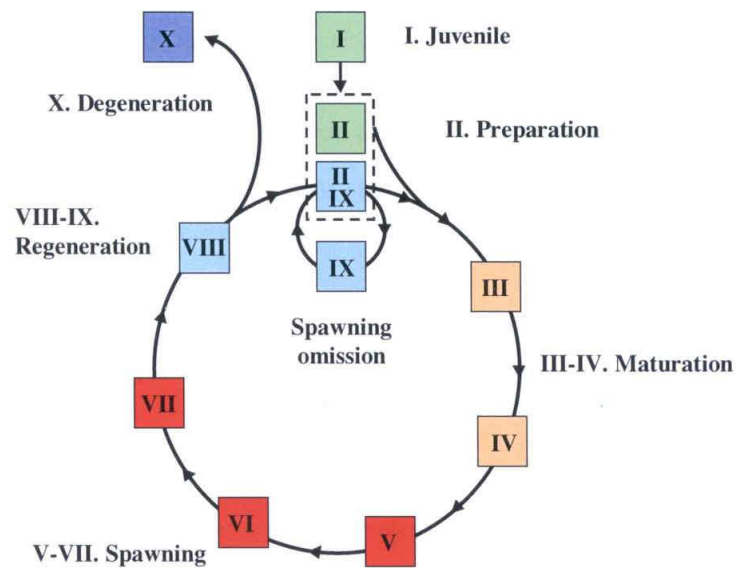 X
I
I. Juvenile
X. Degeneration
II
II. Preparation
II
IX
VIII-IX.
Regeneration
VIII
IX
III
Spawning
omission
III-IV. Maturation
VII
IV
VI
V
V-VII. Spawning